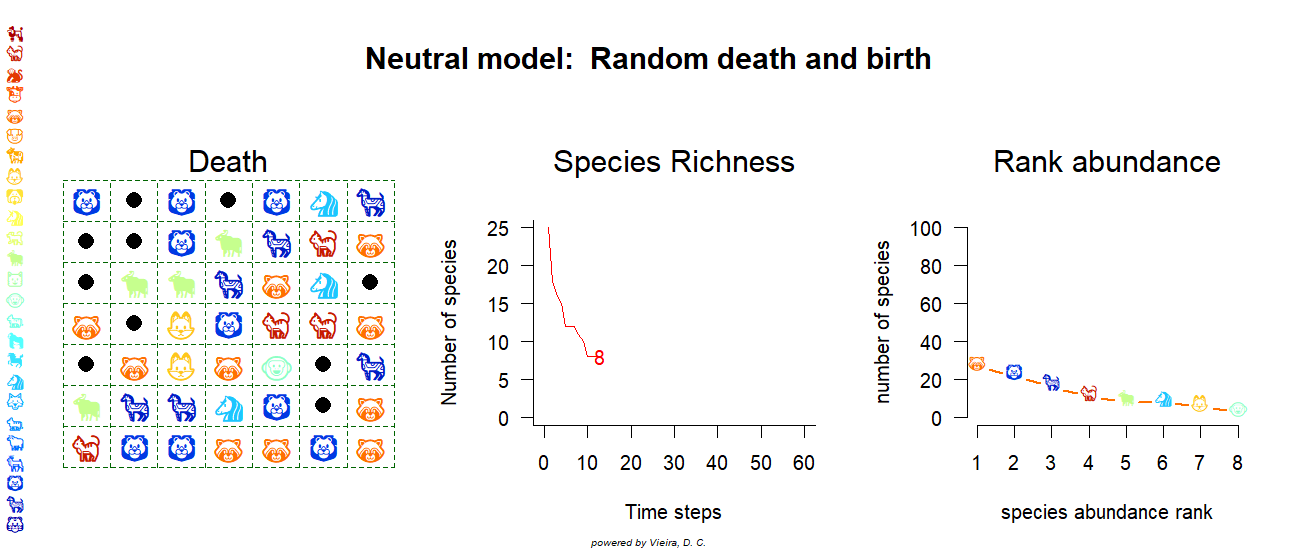 Neutral model:  Random death and birth
Death
Species Richness
Rank abundance
Number of species
25
20
15
10
5
0
8
0 10 20 30 40 50 60
Time steps
number of species
100
80
60
40
20
0
1 2 3 4 5 6 7 8
species abundance rank
powered by Vieira, D. C.